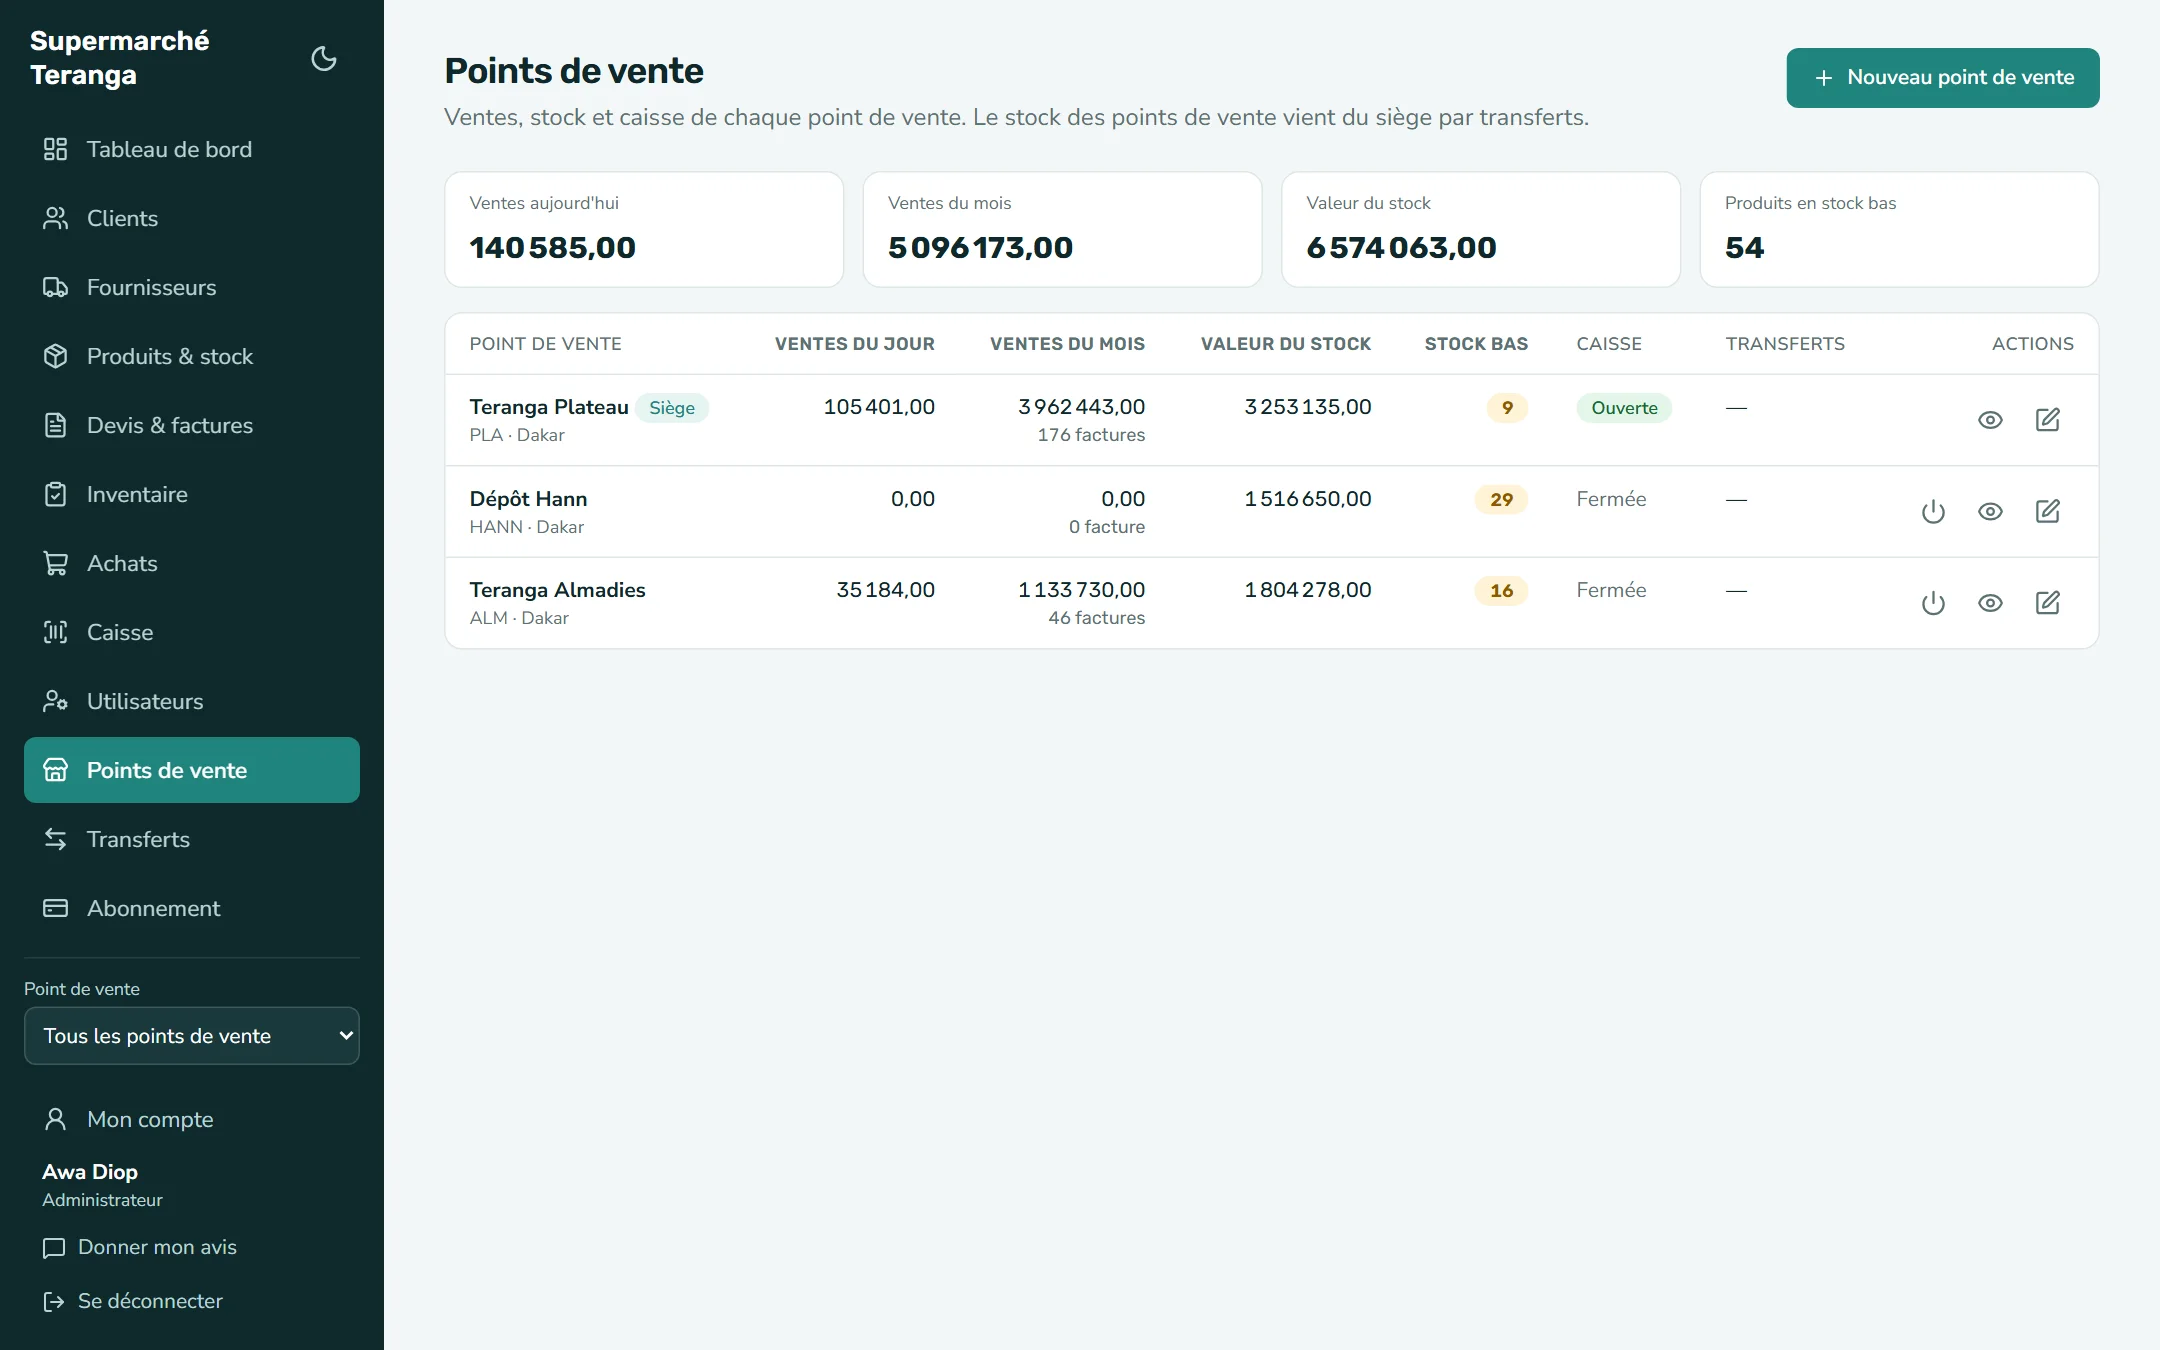 Supermarché
Teranga
Tableau de bord
Clients
Fournisseurs
Produits & stock
Devis & factures
Inventaire
Achats
Caisse
Utilisateurs
Points de vente
Transferts
Abonnement
Point de vente
Tous les points de vente
Mon compte
Awa Diop
Administrateur
Donner mon avis
Se déconnecter
Points de vente
Ventes, stock et caisse de chaque point de vente. Le stock des points de vente vient du siège par transferts.
+ Nouveau point de vente
Ventes aujourd'hui
140 585,00
Ventes du mois
5 096 173,00
Valeur du stock
6 574 063,00
Produits en stock bas
54
POINT DE VENTE VENTES DU JOUR VENTES DU MOIS VALEUR DU STOCK STOCK BAS CAISSE TRANSFERTS ACTIONS
Teranga Plateau Siège 105 401,00 3 962 443,00 3 253 135,00 9 Ouverte —
PLA · Dakar 176 factures
Dépôt Hann 0,00 0,00 1 516 650,00 29 Fermée —
HANN · Dakar 0 facture
Teranga Almadies 35 184,00 1 133 730,00 1 804 278,00 16 Fermée —
ALM · Dakar 46 factures